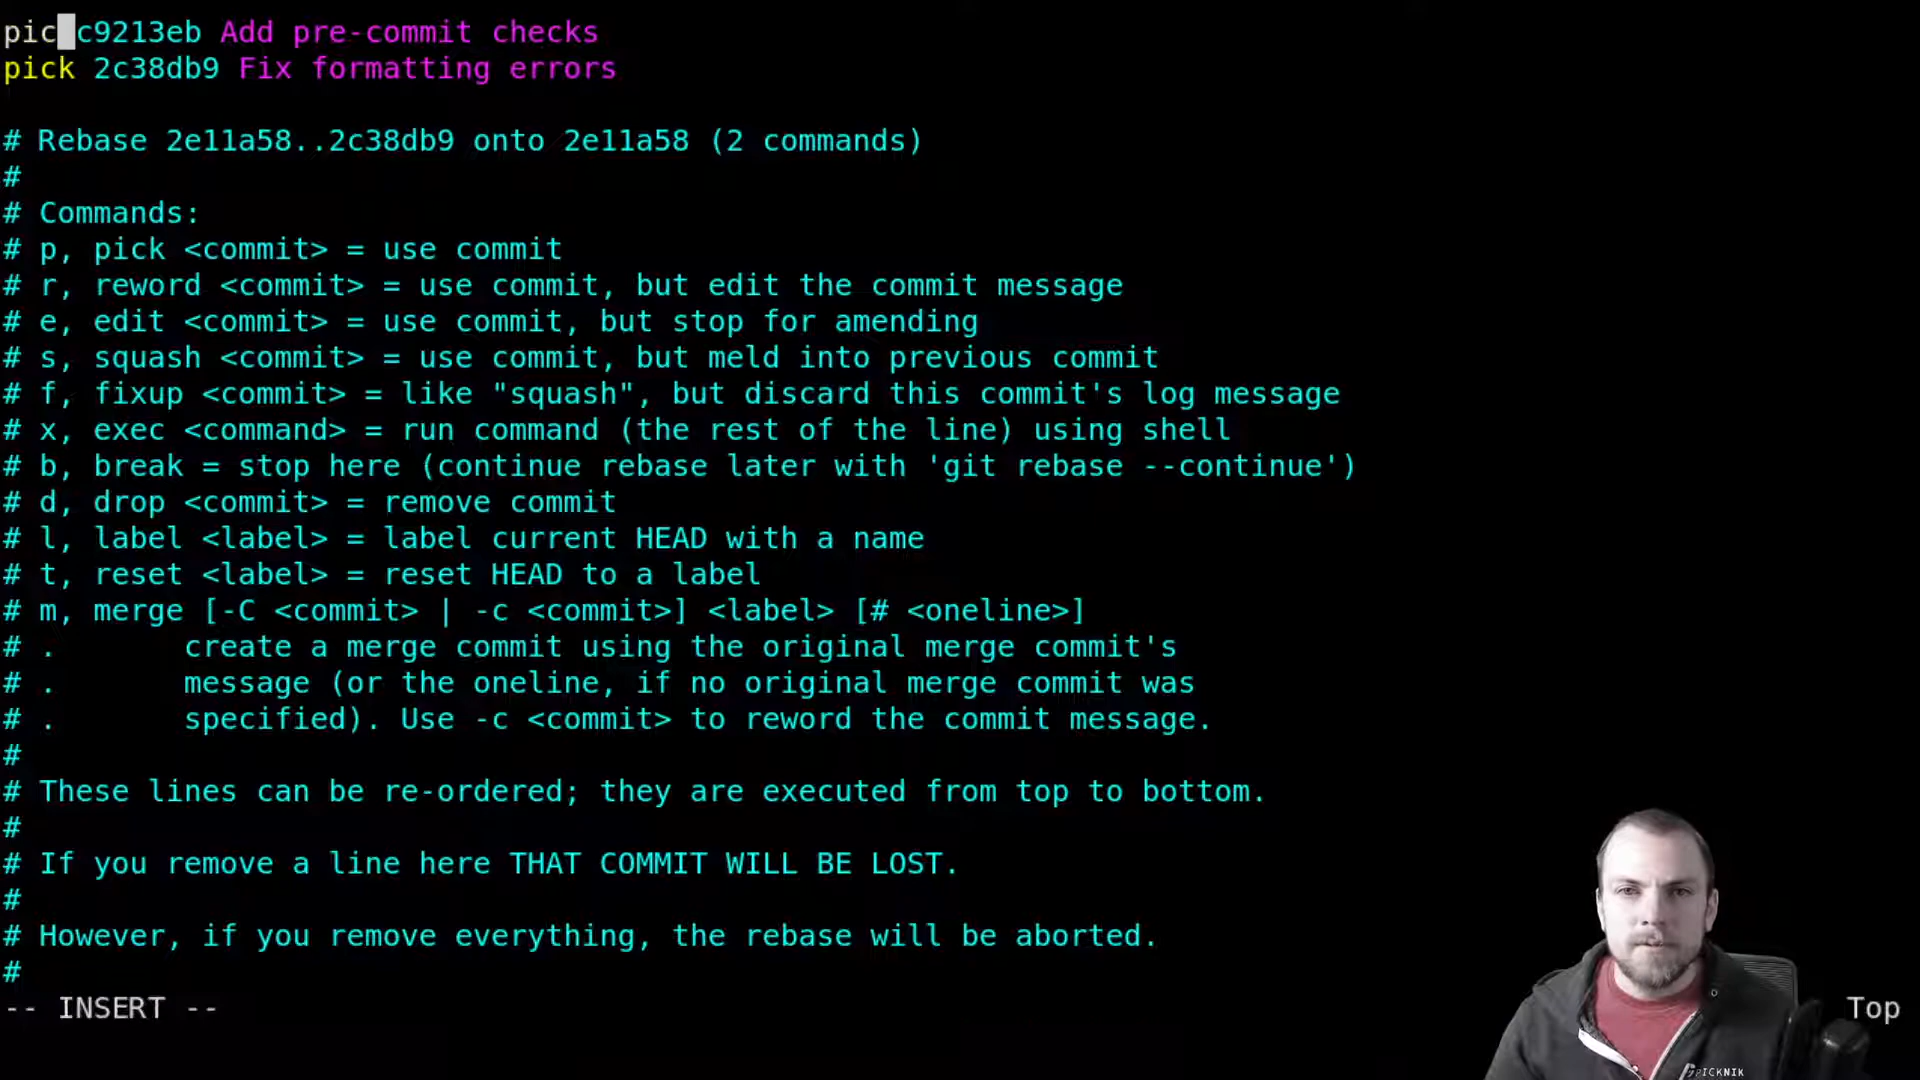 pic c9213eb Add pre-commit checks
pick 2c38db9 Fix formatting errors
# Rebase 2e11a58..2c38db9 onto 2e11a58 (2 commands)
#
# Commands:
# p, pick <commit> = use commit
# r, reword <commit> = use commit, but edit the commit message
# e, edit <commit> = use commit, but stop for amending
# s, squash <commit> = use commit, but meld into previous commit
# f, fixup <commit> = like "squash", but discard this commit's log message
# x, exec <command> = run command (the rest of the line) using shell
# b, break = stop here (continue rebase later with 'git rebase --continue')
# d, drop <commit> = remove commit
# l, label <label> = label current HEAD with a name
# t, reset <label> = reset HEAD to a label
# m, merge [-C <commit> | -c <commit>] <label> [# <oneline>]
# .       create a merge commit using the original merge commit's
# .       message (or the oneline, if no original merge commit was
# .       specified). Use -c <commit> to reword the commit message.
#
# These lines can be re-ordered; they are executed from top to bottom.
#
# If you remove a line here THAT COMMIT WILL BE LOST.
#
# However, if you remove everything, the rebase will be aborted.
#
-- INSERT --
Top
PICKNIK